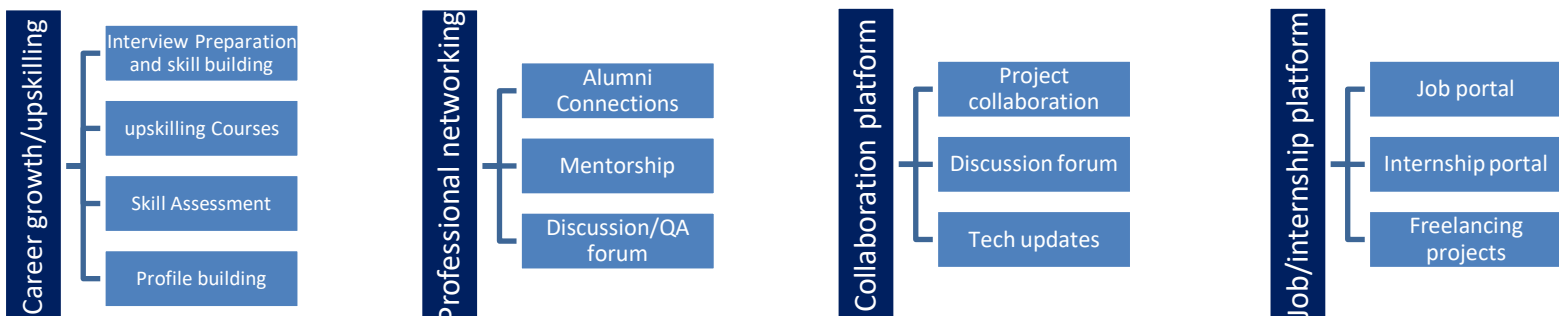 Career growth/upskilling
Interview Preparation
and skill building
upskilling Courses
Skill Assessment
Profile building
Professional networking
Alumni
Connections
Mentorship
Discussion/QA
forum
Collaboration platform
Project
collaboration
Discussion forum
Tech updates
Job/internship platform
Job portal
Internship portal
Freelancing
projects